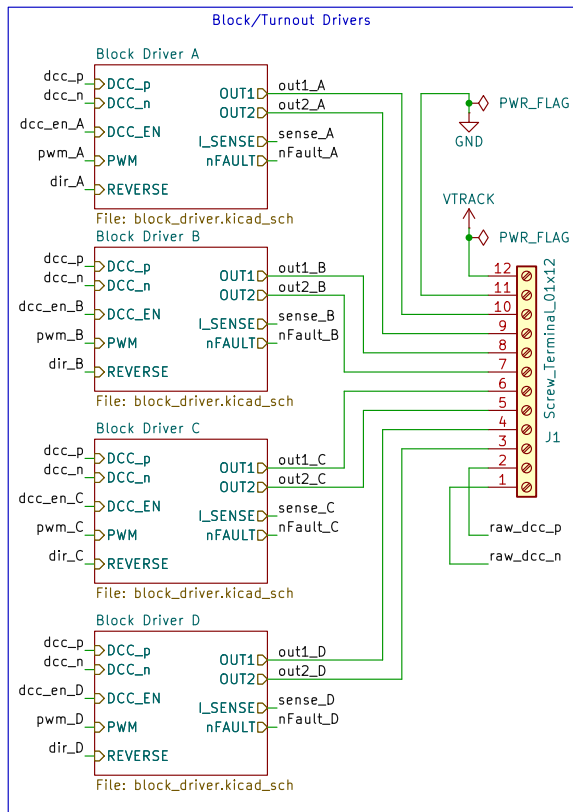 Block/Turnout Drivers
Block Driver A
dcc_p
dcc_n
dcc_en_A
pwm_A
dir_A
DCC_p
DCC_n
DCC_EN
PWM
REVERSE
OUT1
OUT2
I_SENSE
nFAULT
out1_A
out2_A
sense_A
nFault_A
File: block_driver.kicad_sch
Block Driver B
dcc_p
dcc_n
dcc_en_B
pwm_B
dir_B
DCC_p
DCC_n
DCC_EN
PWM
REVERSE
OUT1
OUT2
I_SENSE
nFAULT
out1_B
out2_B
sense_B
nFault_B
File: block_driver.kicad_sch
Block Driver C
dcc_p
dcc_n
dcc_en_C
pwm_C
dir_C
DCC_p
DCC_n
DCC_EN
PWM
REVERSE
OUT1
OUT2
I_SENSE
nFAULT
out1_C
out2_C
sense_C
nFault_C
File: block_driver.kicad_sch
Block Driver D
dcc_p
dcc_n
dcc_en_D
pwm_D
dir_D
DCC_p
DCC_n
DCC_EN
PWM
REVERSE
OUT1
OUT2
I_SENSE
nFAULT
out1_D
out2_D
sense_D
nFault_D
File: block_driver.kicad_sch
PWR_FLAG
GND
VTRACK
PWR_FLAG
12
11
10
9
8
7
6
5
4
3
2
1
Screw_Terminal_01x12
J1
raw_dcc_p
raw_dcc_n